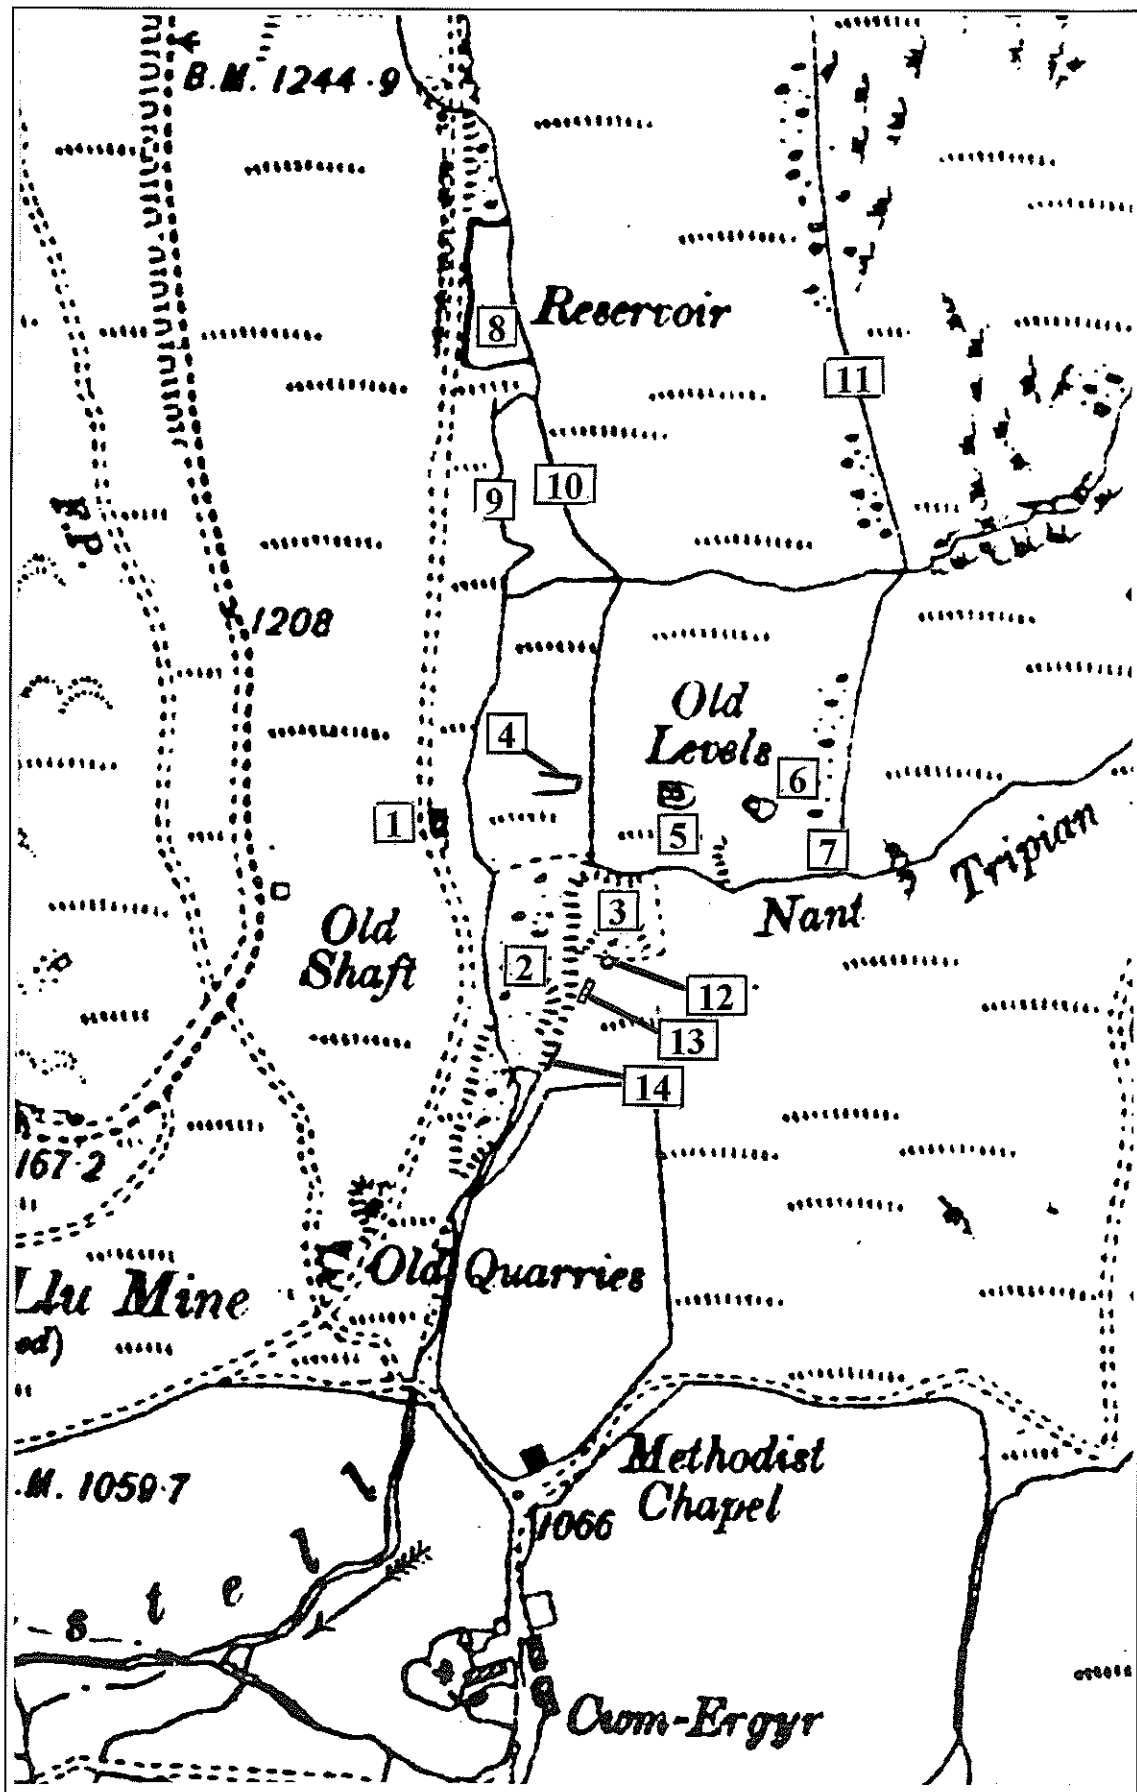 B.M. 1244·9
Reservoir
8
11
9
10
1208
Old
Levels
4
6
1
5
7
Tripian
Nant
Old
Shaft
3
2
12
13
14
167·2
Old Quarries
Llu Mine
ed)
Methodist
Chapel
.M. 1059·7
1066
s t e l l
Cwm-Ergyr